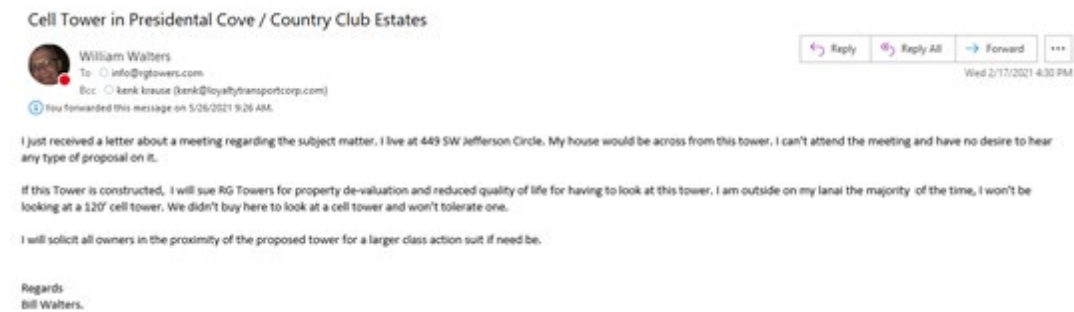 Cell Tower in Presidental Cove / Country Club Estates
Reply
Reply All
Forward
William Walters
To info@rgtowers.com
Wed 2/17/2021 4:30 PM
Bcc kenk krause (kenk@loyaltytransportcorp.com)
You forwarded this message on 5/26/2021 9:26 AM.
I just received a letter about a meeting regarding the subject matter. I live at 449 SW Jefferson Circle. My house would be across from this tower. I can't attend the meeting and have no desire to hear
any type of proposal on it.
If this Tower is constructed, I will sue RG Towers for property de-valuation and reduced quality of life for having to look at this tower. I am outside on my lanai the majority of the time, I won't be
looking at a 120' cell tower. We didn't buy here to look at a cell tower and won't tolerate one.
I will solicit all owners in the proximity of the proposed tower for a larger class action suit if need be.
Regards
Bill Walters.